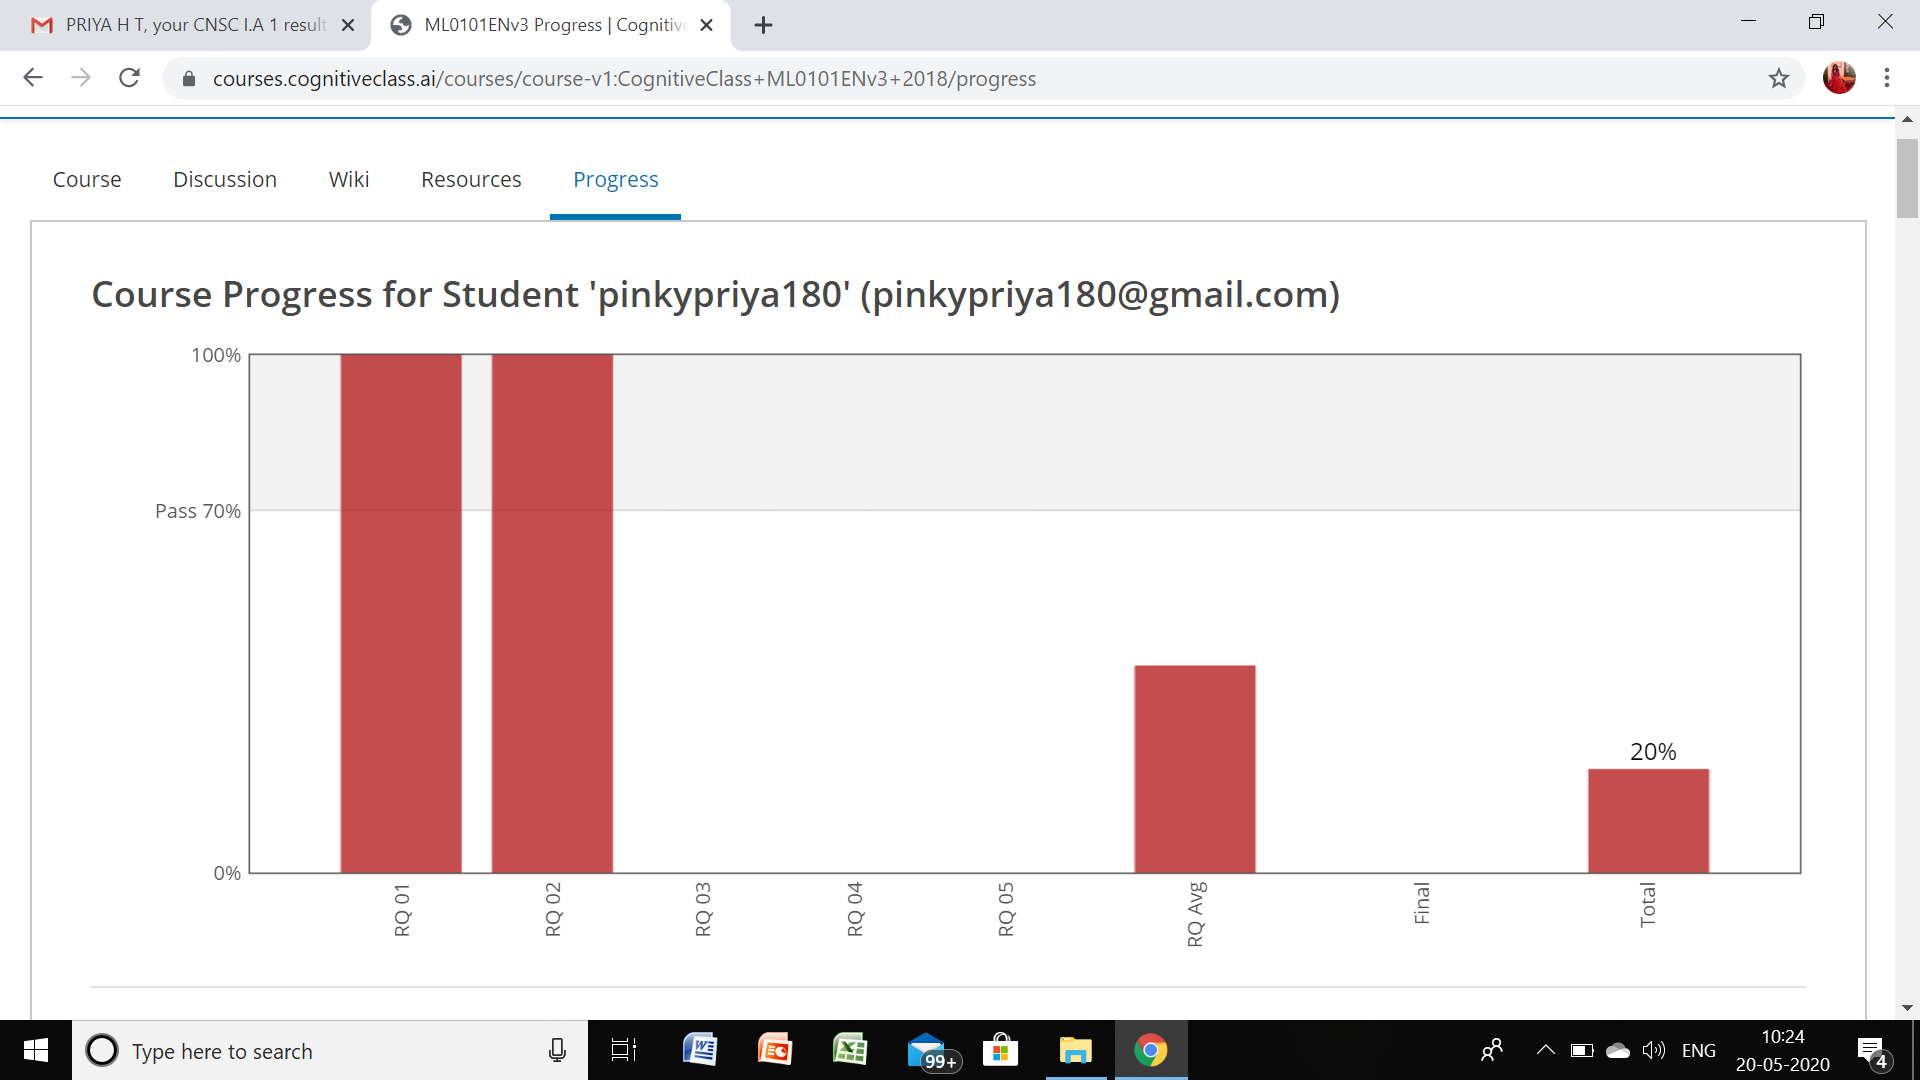 PRIYA H T, your CNSC I.A 1 result
ML0101ENv3 Progress | Cognitive
courses.cognitiveclass.ai/courses/course-v1:CognitiveClass+ML0101ENv3+2018/progress
Course Discussion Wiki Resources Progress
Course Progress for Student 'pinkypriya180' (pinkypriya180@gmail.com)
100%
Pass 70%
20%
0%
RQ 01 RQ 02 RQ 03 RQ 04 RQ 05 RQ Avg Final Total
Type here to search
99+
ENG
10:24
20-05-2020
4